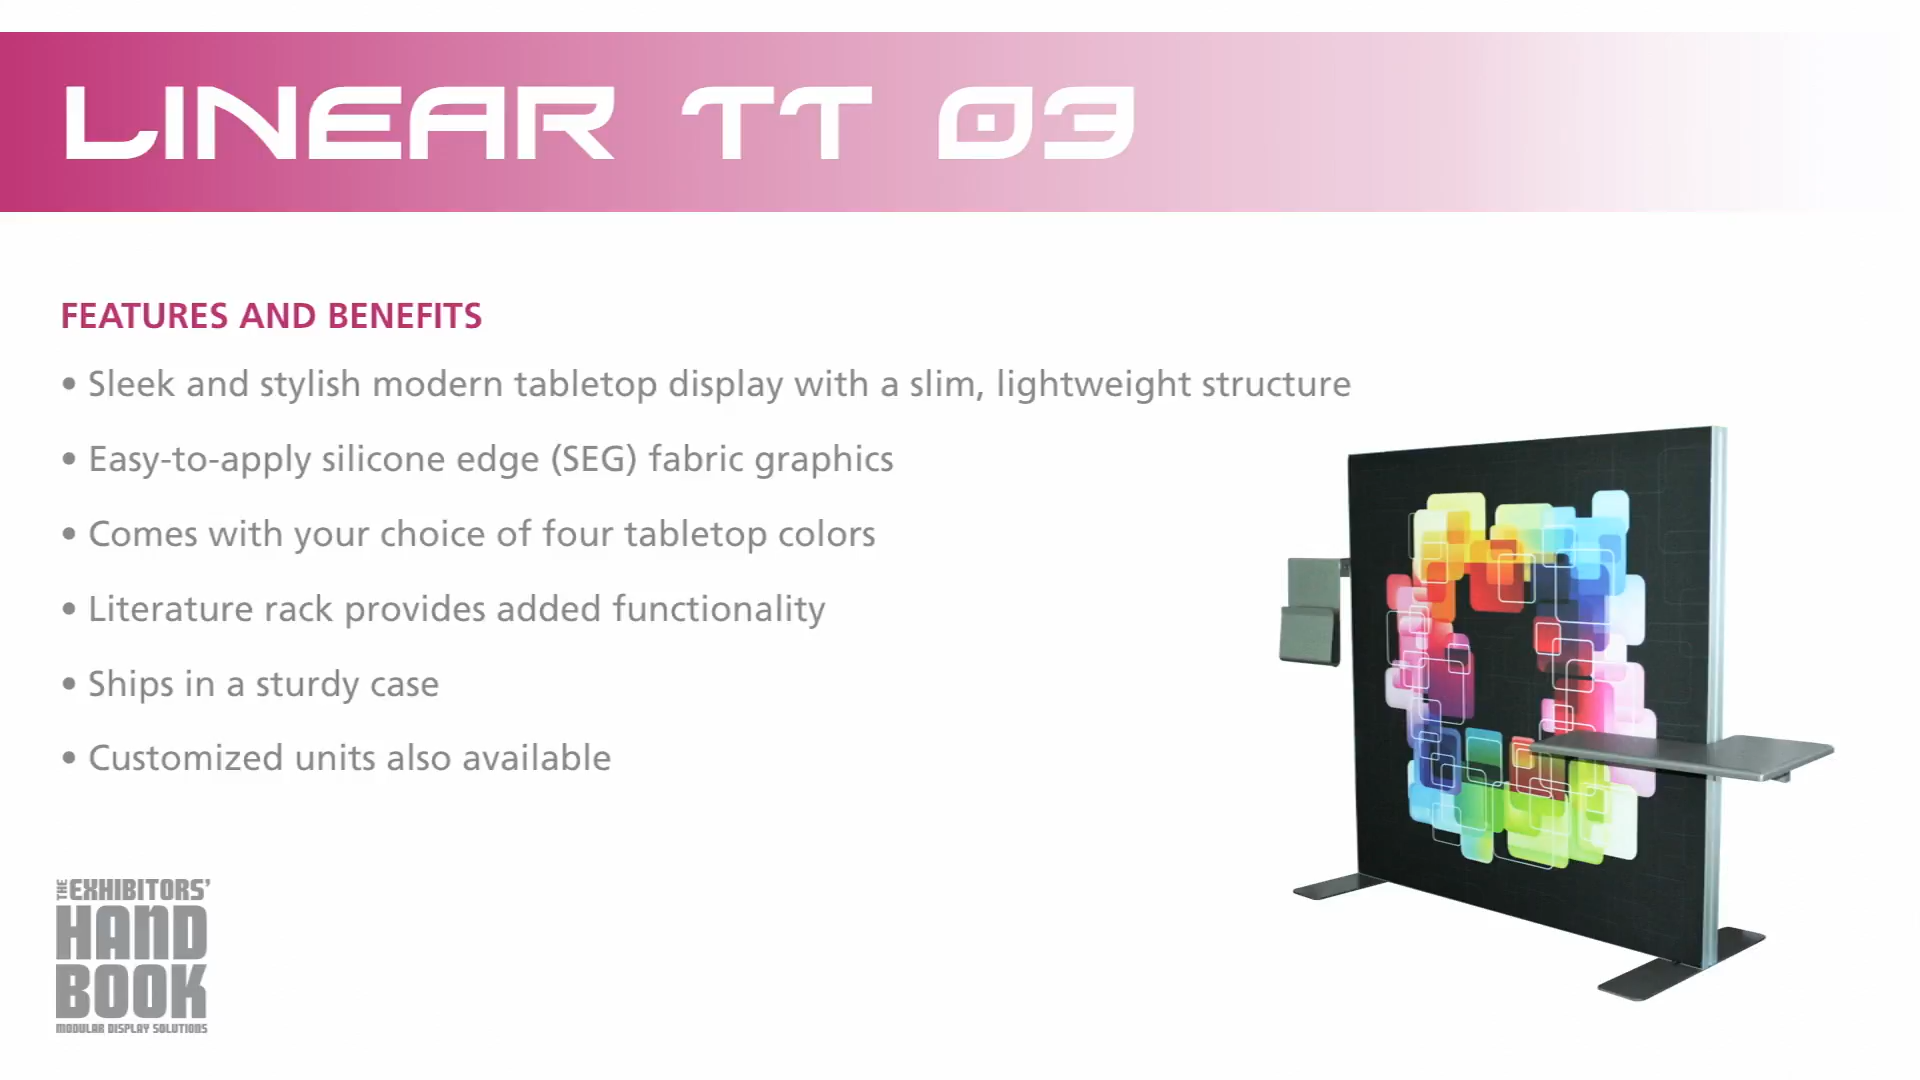 LINEAR TT 03
FEATURES AND BENEFITS
• Sleek and stylish modern tabletop display with a slim, lightweight structure
• Easy-to-apply silicone edge (SEG) fabric graphics
• Comes with your choice of four tabletop colors
• Literature rack provides added functionality
• Ships in a sturdy case
• Customized units also available
THE EXHIBITORS'
HAND
BOOK
MODULAR DISPLAY SOLUTIONS